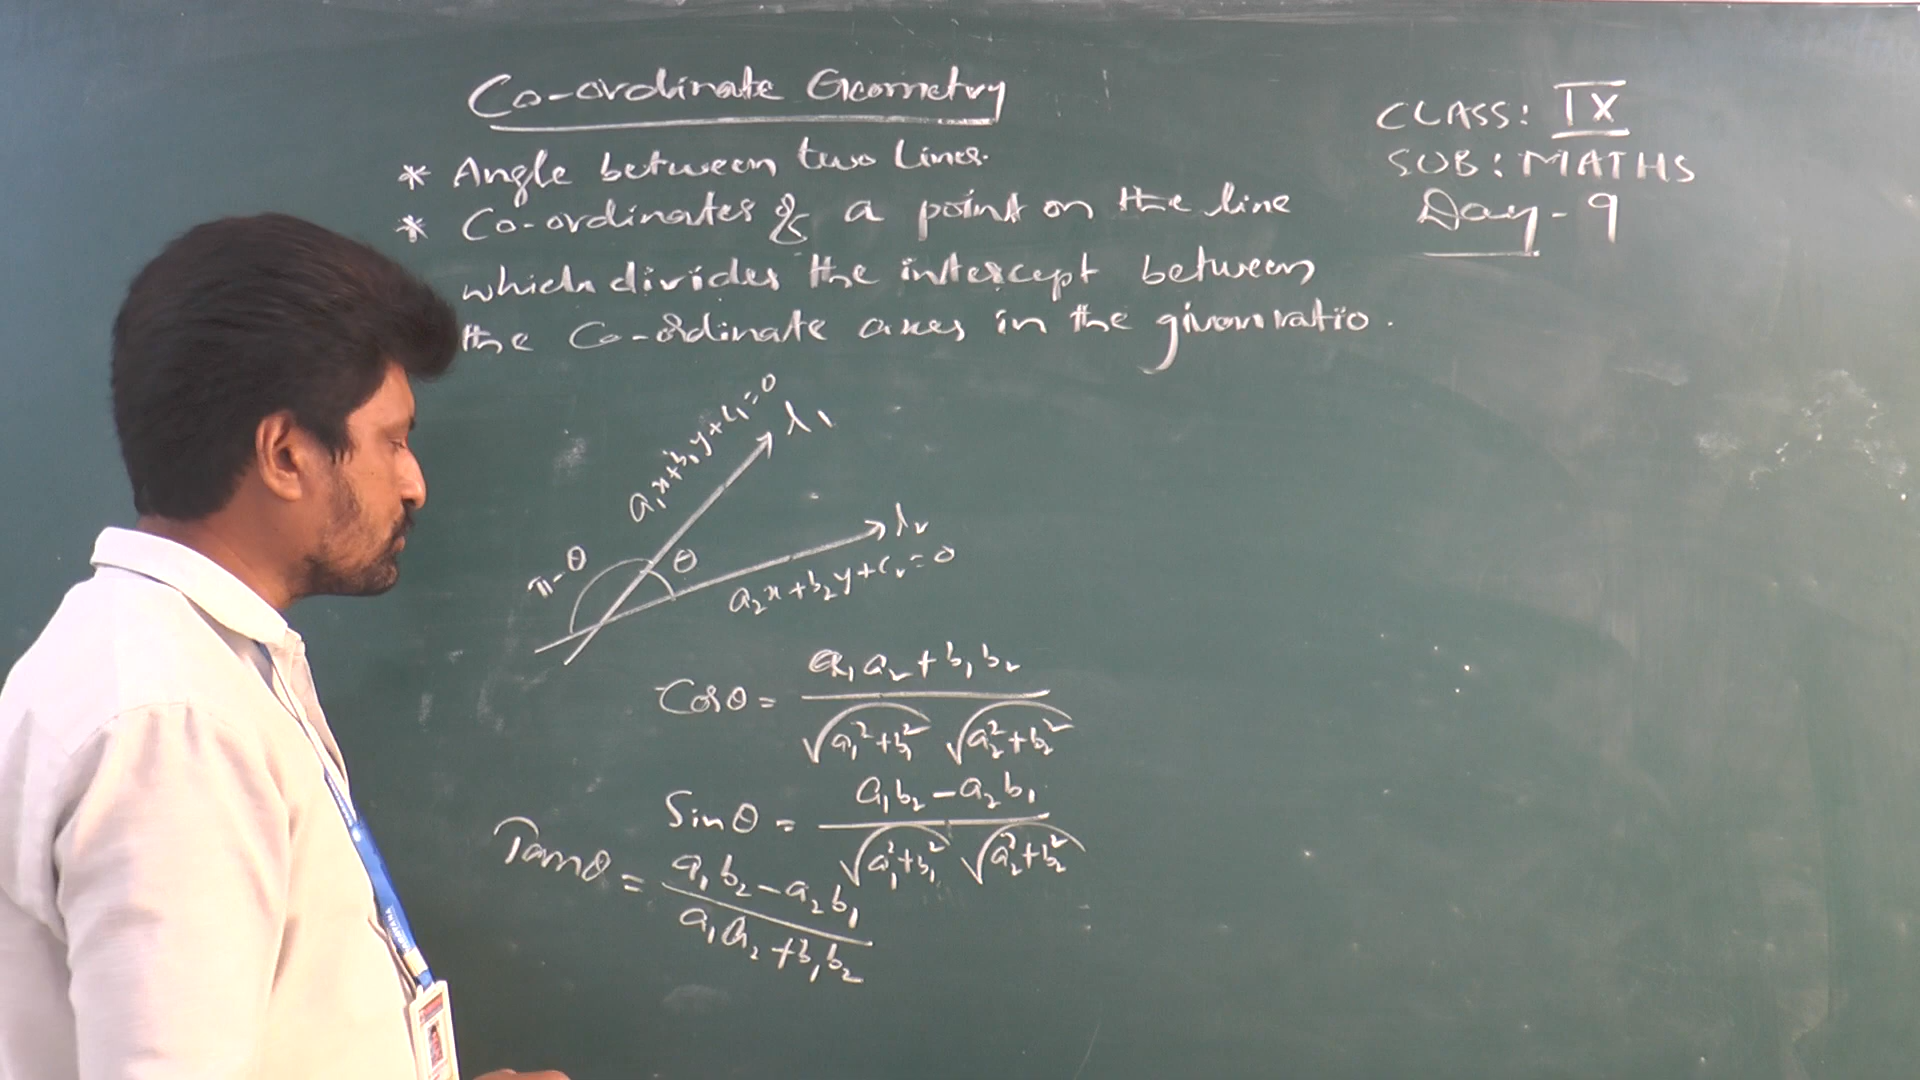 Co-ordinate Geometry
CLASS: IX
SUB: MATHS
Day-9
* Angle between two Lines.
* Co-ordinates of a point on the line
which divides the intercept between
the Co-ordinate axes in the given ratio.
a₁x+b₁y+c₁=0
λ₁
λ₂
a₂x+b₂y+c₂=0
π-θ
θ
Cosθ = a₁a₂+b₁b₂ / √a₁²+b₁² √a₂²+b₂²
Sinθ = a₁b₂-a₂b₁ / √a₁²+b₁² √a₂²+b₂²
Tanθ = a₁b₂-a₂b₁ / a₁a₂+b₁b₂